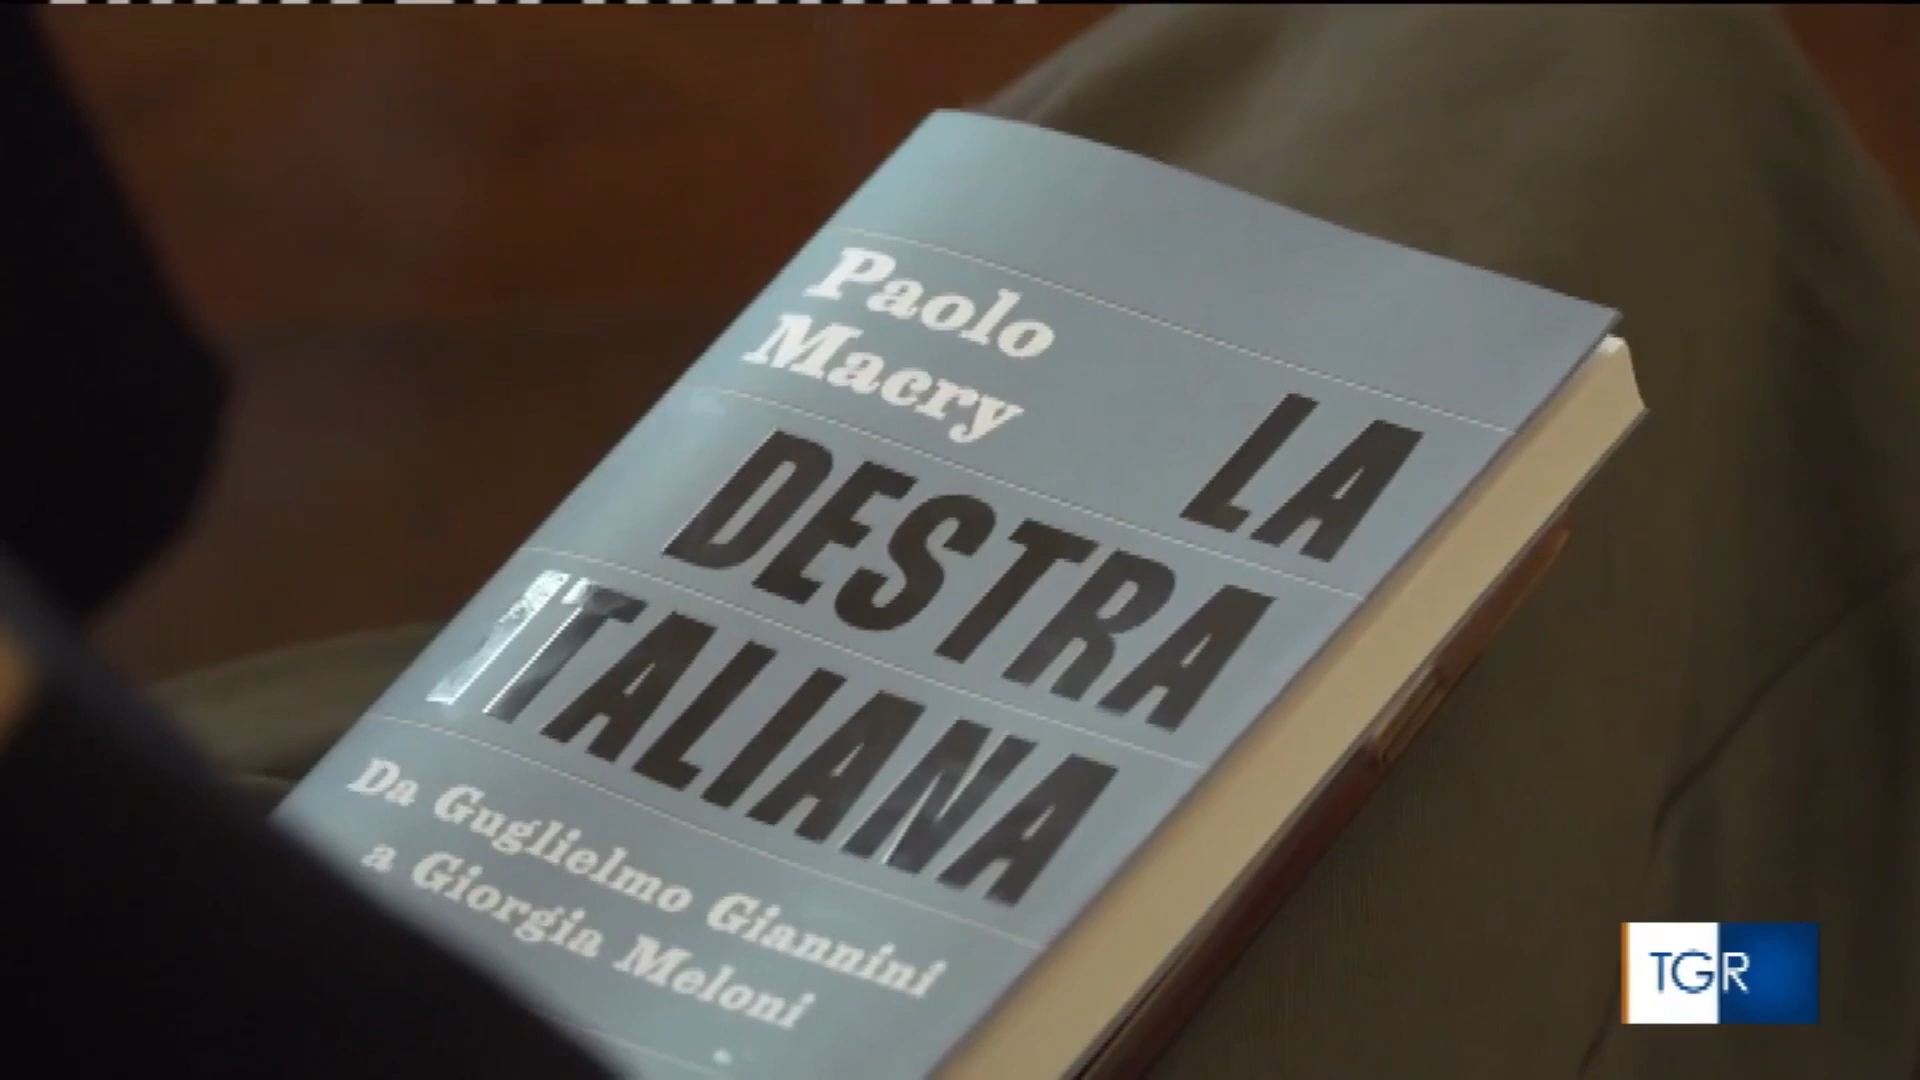 Paolo
Macry
LA
DESTRA
ITALIANA
Da Guglielmo Giannini
a Giorgia Meloni
TGR